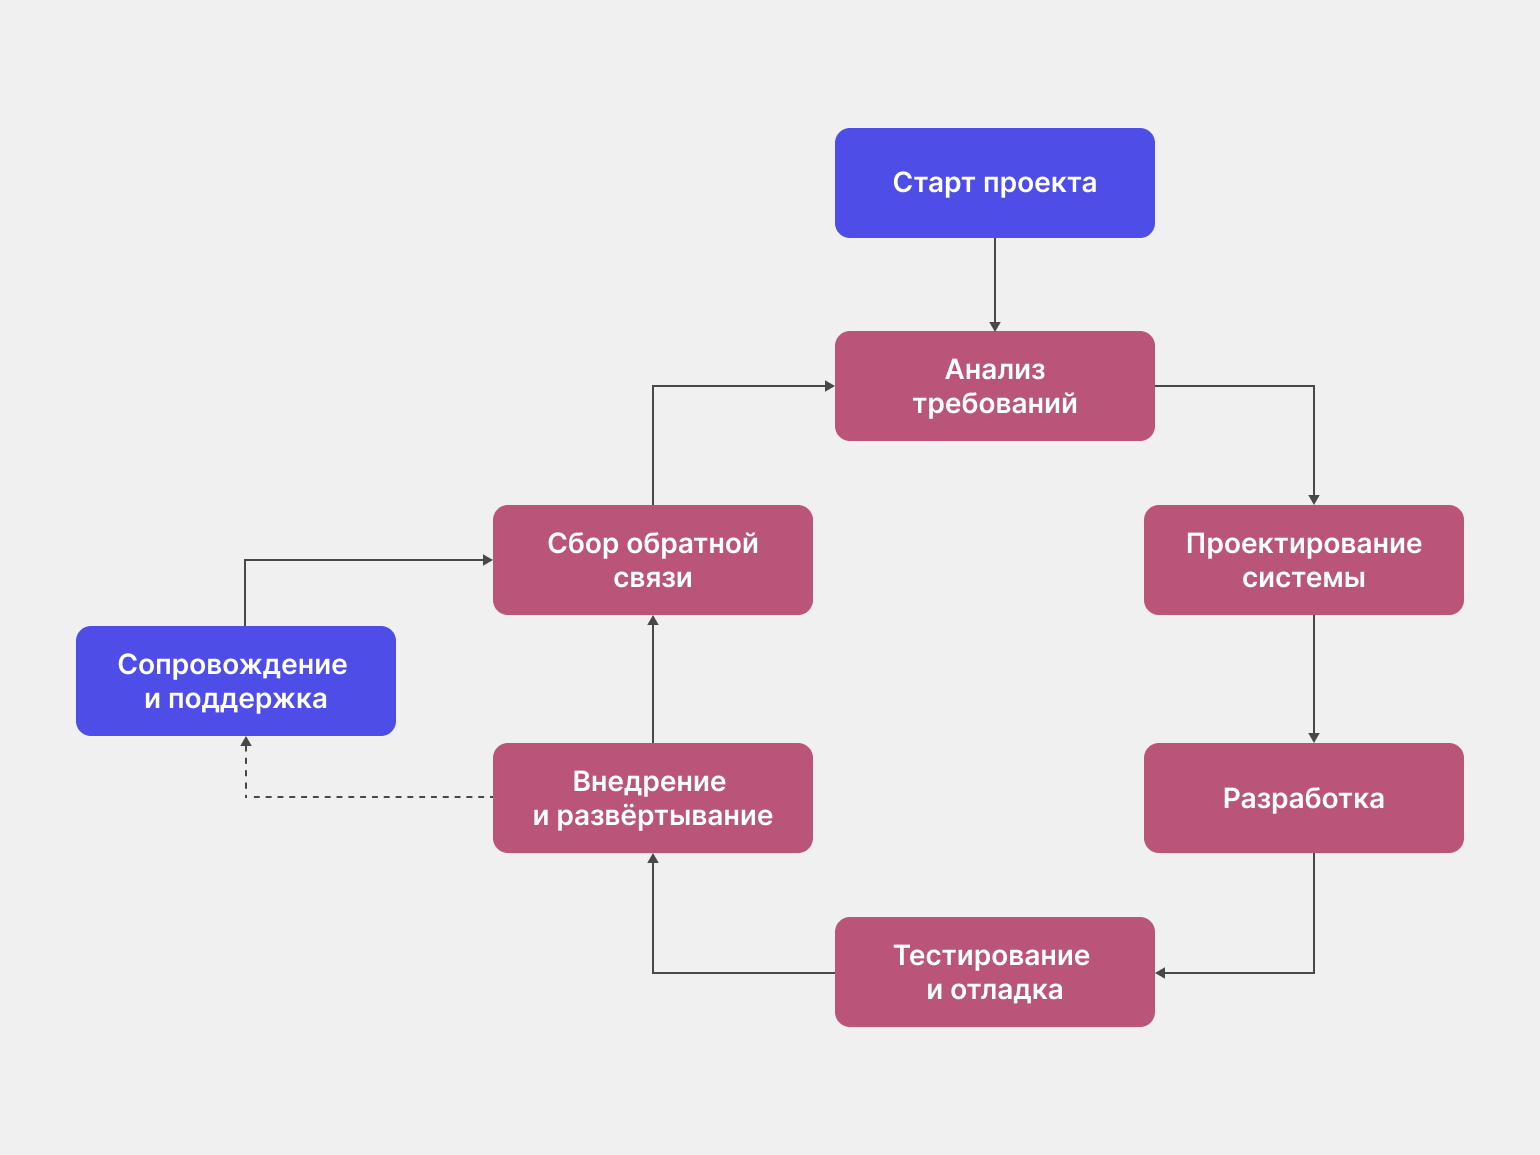 Старт проекта
Анализ
требований
Сбор обратной
связи
Проектирование
системы
Сопровождение
и поддержка
Внедрение
и развёртывание
Разработка
Тестирование
и отладка